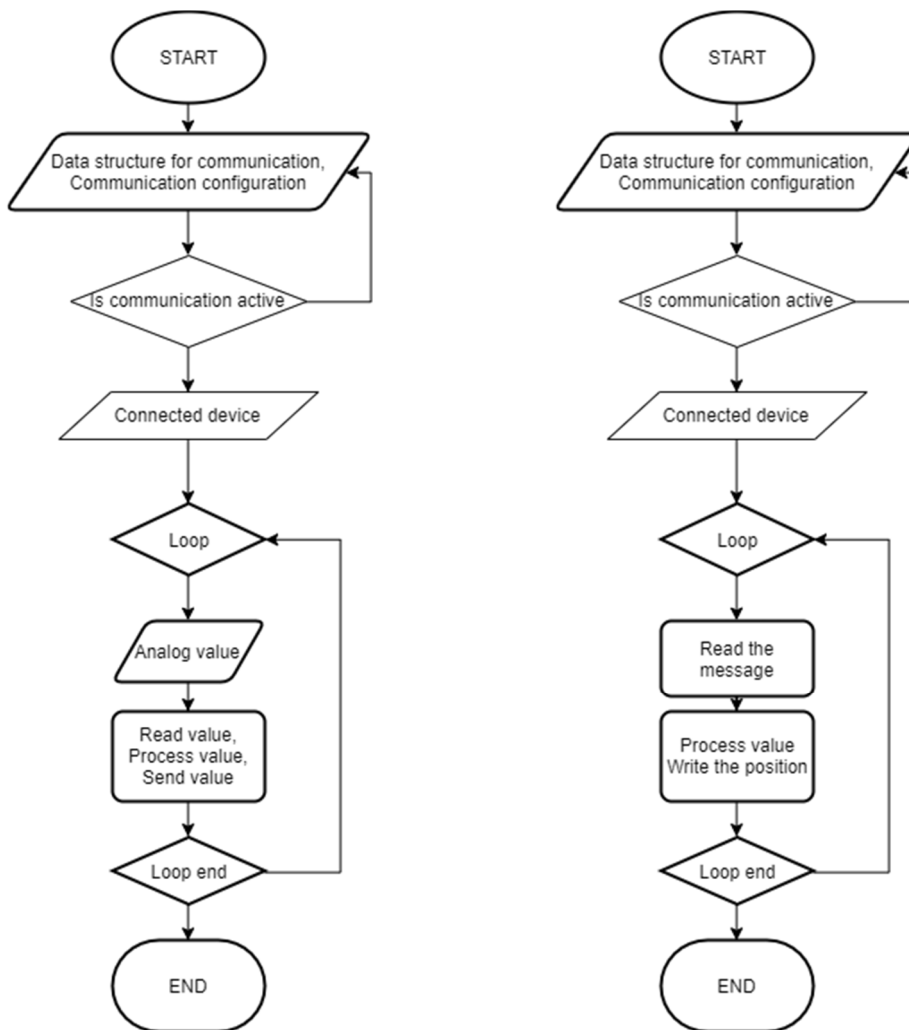 START
Data structure for communication,
Communication configuration
Is communication active
Connected device
Loop
Analog value
Read value,
Process value,
Send value
Loop end
END
START
Data structure for communication,
Communication configuration
Is communication active
Connected device
Loop
Read the
message
Process value
Write the position
Loop end
END